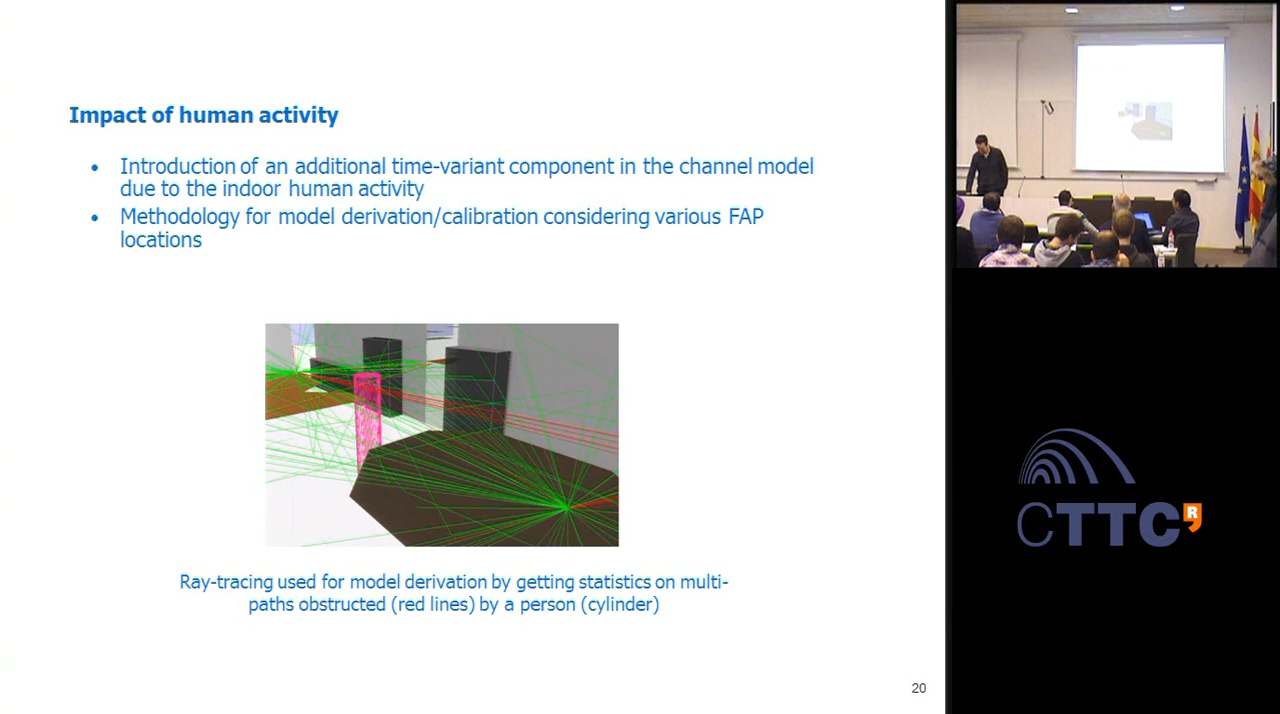 Impact of human activity
• Introduction of an additional time-variant component in the channel model
due to the indoor human activity
• Methodology for model derivation/calibration considering various FAP
locations
Ray-tracing used for model derivation by getting statistics on multi-
paths obstructed (red lines) by a person (cylinder)
20
CTTC
R